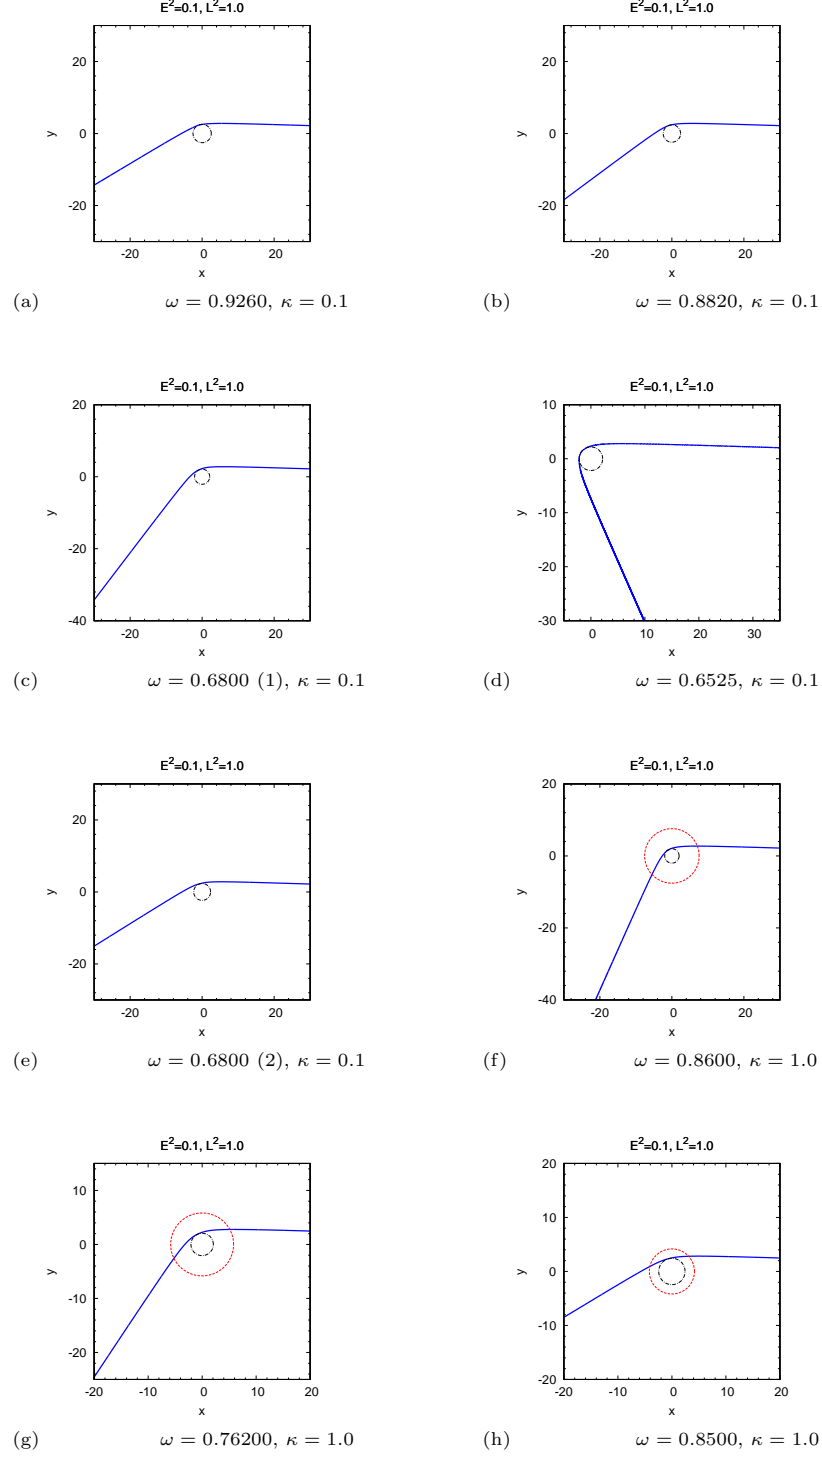 E²=0.1, L²=1.0
E²=0.1, L²=1.0
20
0
-20
y
-20
0
20
x
20
0
-20
y
-20
0
20
x
(a) ω = 0.9260, κ = 0.1
(b) ω = 0.8820, κ = 0.1
E²=0.1, L²=1.0
E²=0.1, L²=1.0
20
0
-20
-40
y
-20
0
20
x
10
0
-10
-20
-30
y
0
10
20
30
x
(c) ω = 0.6800 (1), κ = 0.1
(d) ω = 0.6525, κ = 0.1
E²=0.1, L²=1.0
E²=0.1, L²=1.0
20
0
-20
y
-20
0
20
x
20
0
-20
-40
y
-20
0
20
x
(e) ω = 0.6800 (2), κ = 0.1
(f) ω = 0.8600, κ = 1.0
E²=0.1, L²=1.0
E²=0.1, L²=1.0
10
0
-10
-20
y
-20
-10
0
10
20
x
20
10
0
-10
-20
y
-20
-10
0
10
20
x
(g) ω = 0.76200, κ = 1.0
(h) ω = 0.8500, κ = 1.0